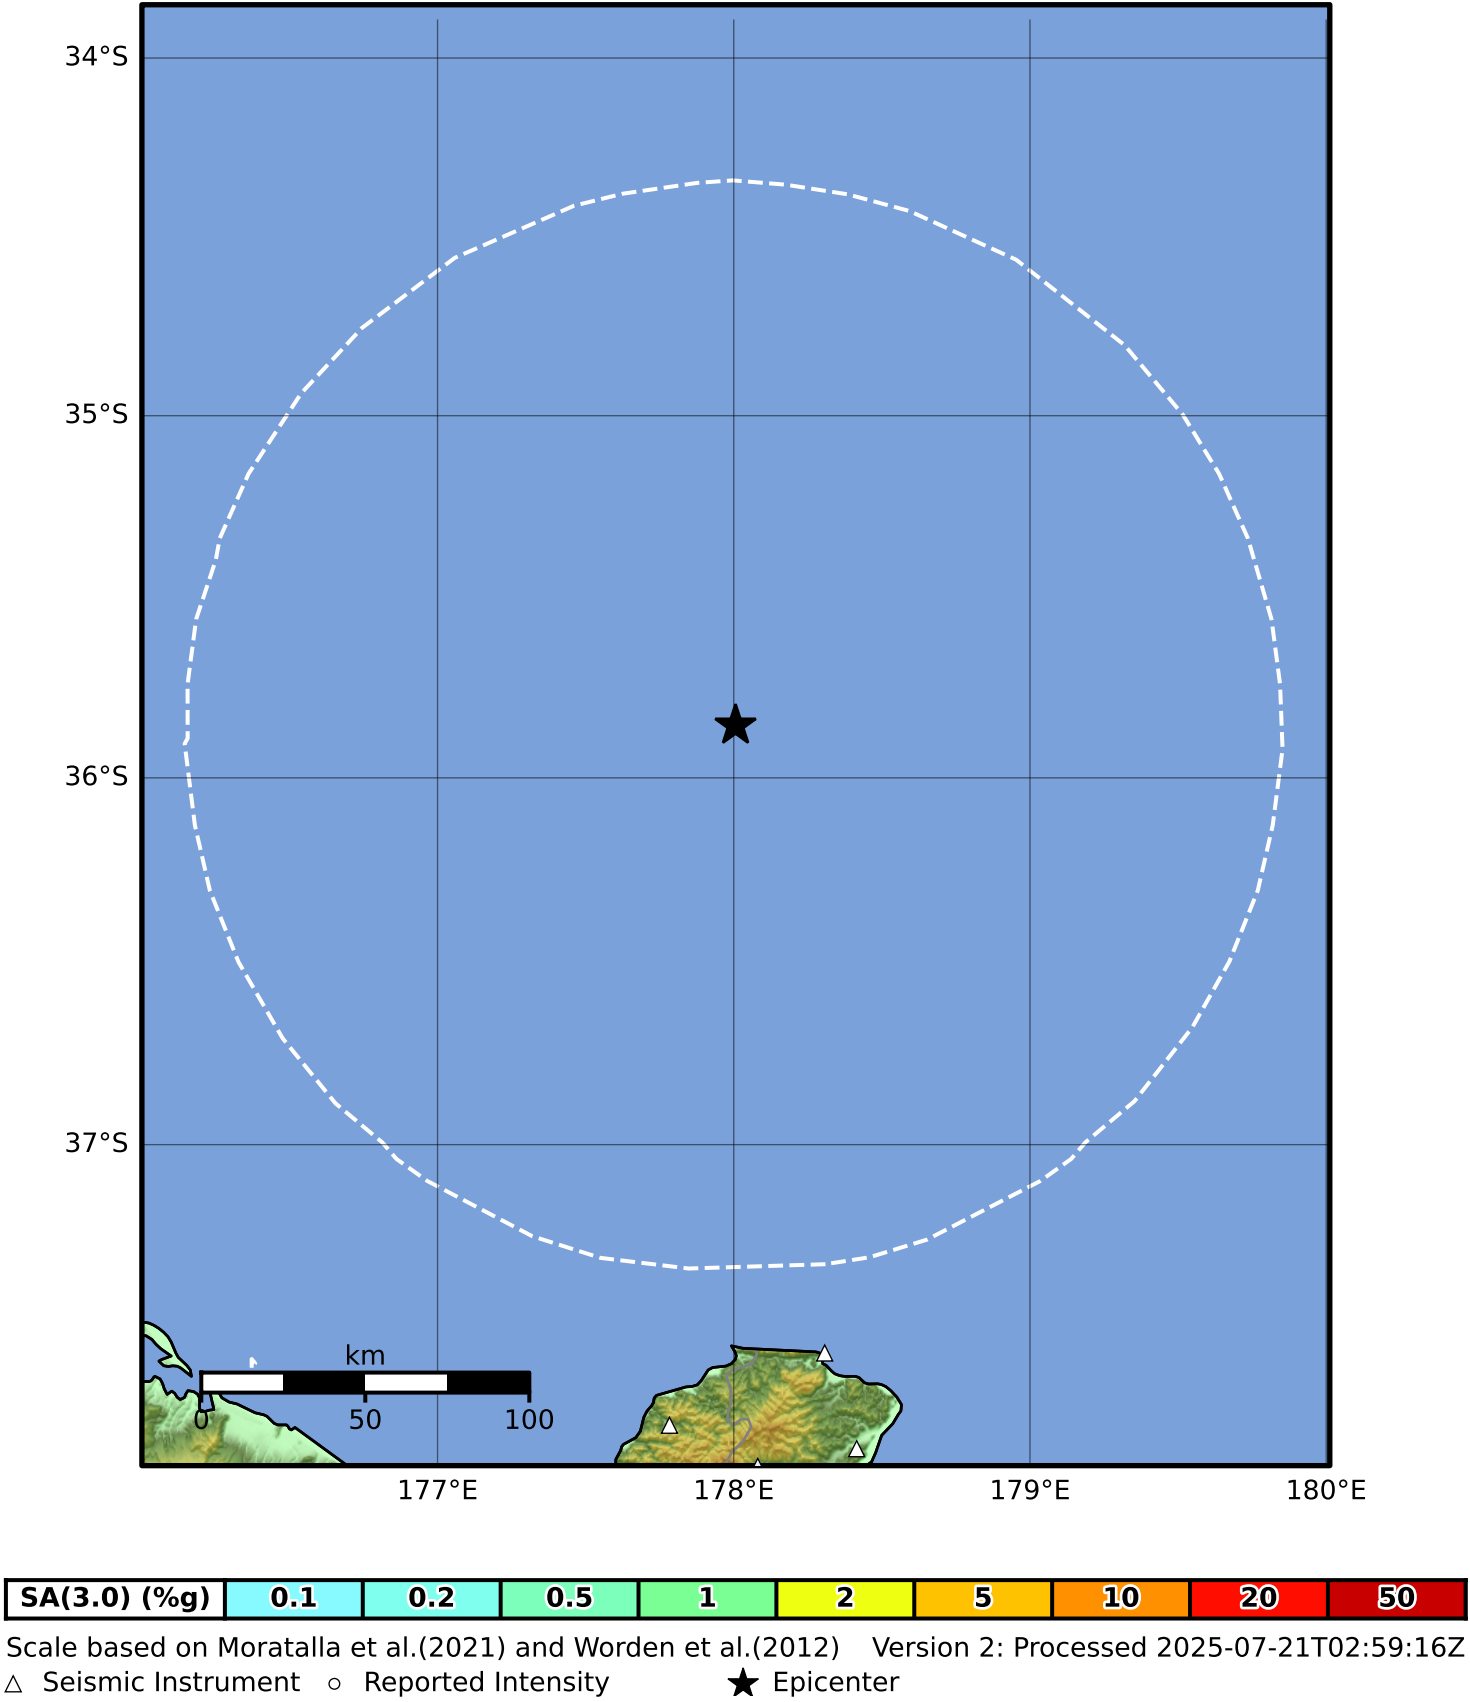 34°S
35°S
36°S
37°S
km
0 50 100
177°E 178°E 179°E 180°E
SA(3.0) (%g) 0.1 0.2 0.5 1 2 5 10 20 50
Scale based on Moratalla et al.(2021) and Worden et al.(2012) Version 2: Processed 2025-07-21T02:59:16Z
Seismic Instrument Reported Intensity Epicenter